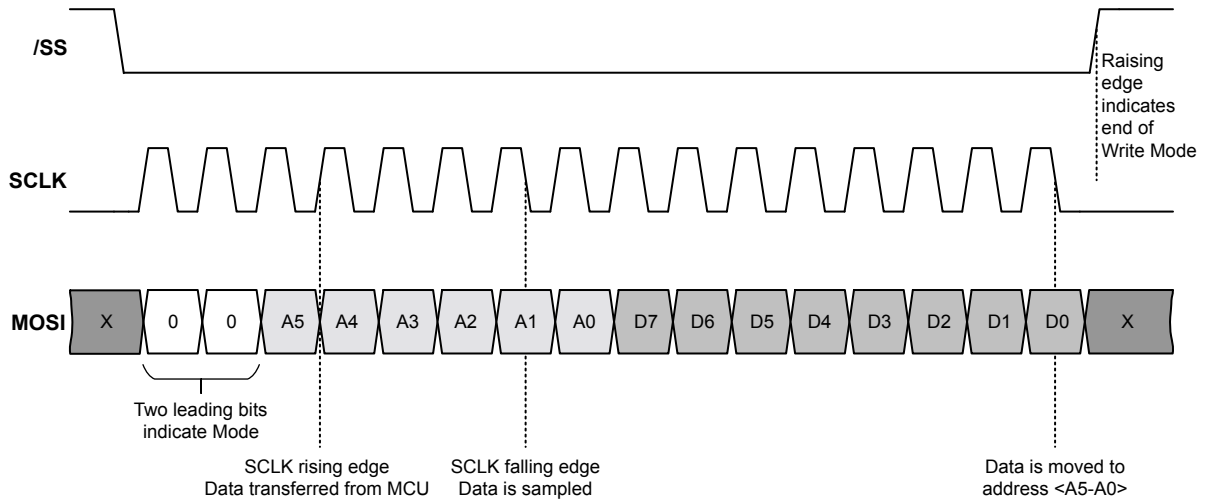 /SS
Raising
edge
indicates
end of
Write Mode
SCLK
MOSI X 0 0 A5 A4 A3 A2 A1 A0 D7 D6 D5 D4 D3 D2 D1 D0 X
Two leading bits
indicate Mode
SCLK rising edge
Data transferred from MCU
SCLK falling edge
Data is sampled
Data is moved to
address <A5-A0>